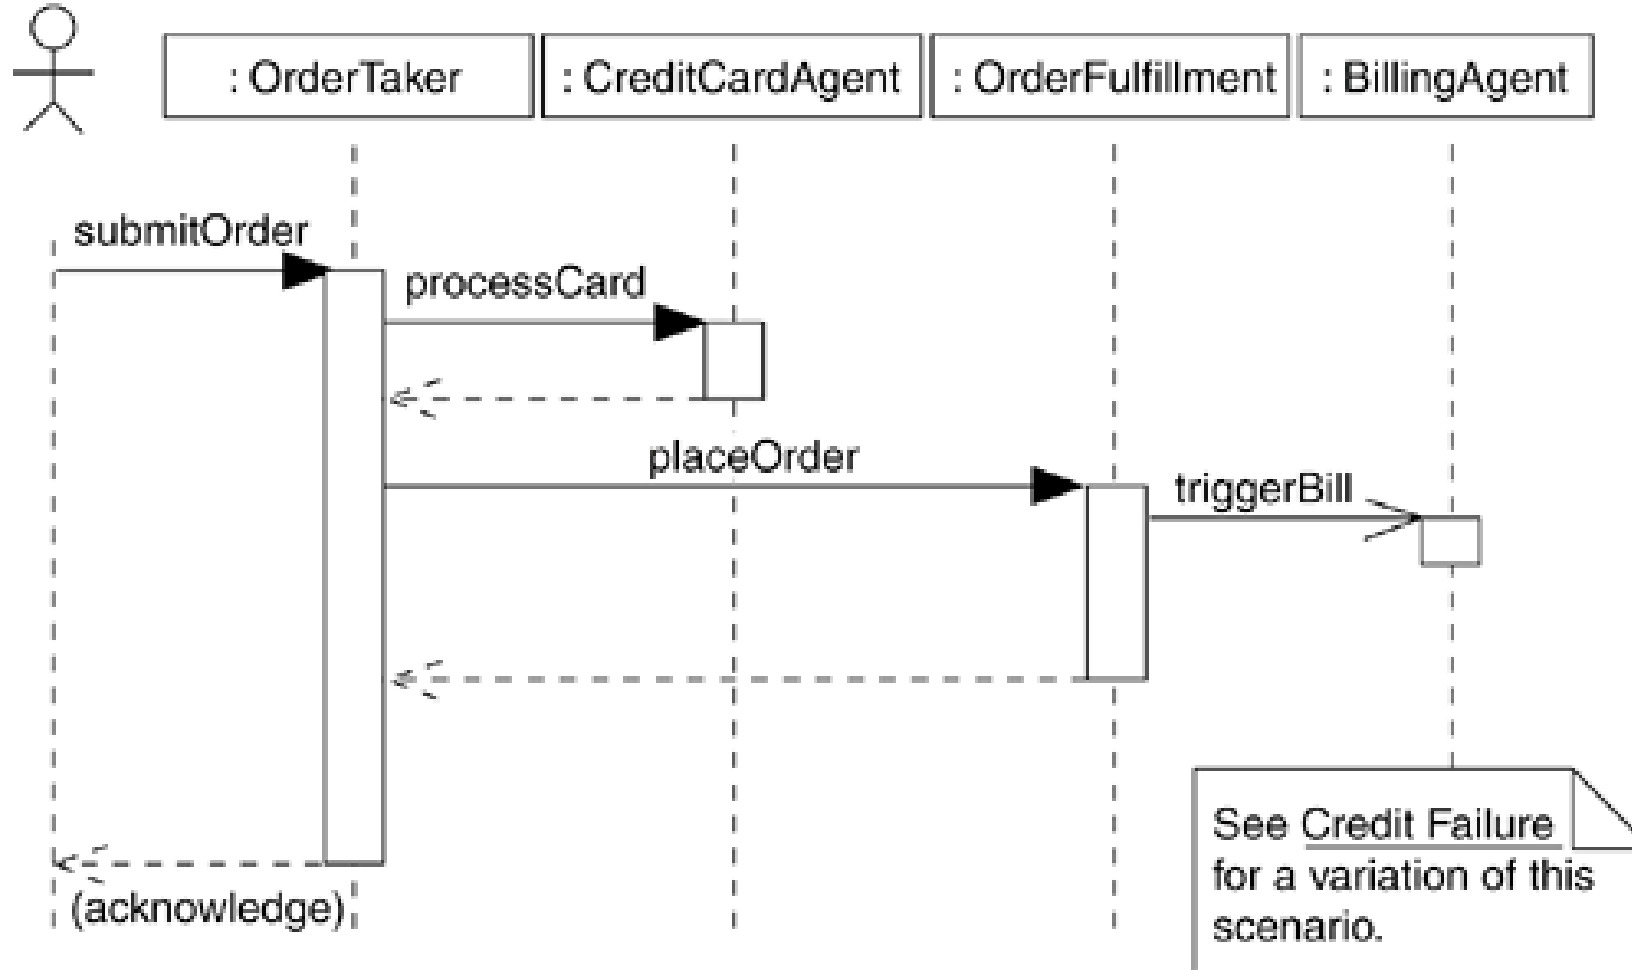 : OrderTaker
: CreditCardAgent
: OrderFulfillment
: BillingAgent
submitOrder
processCard
placeOrder
triggerBill
(acknowledge)
See Credit Failure
for a variation of this
scenario.